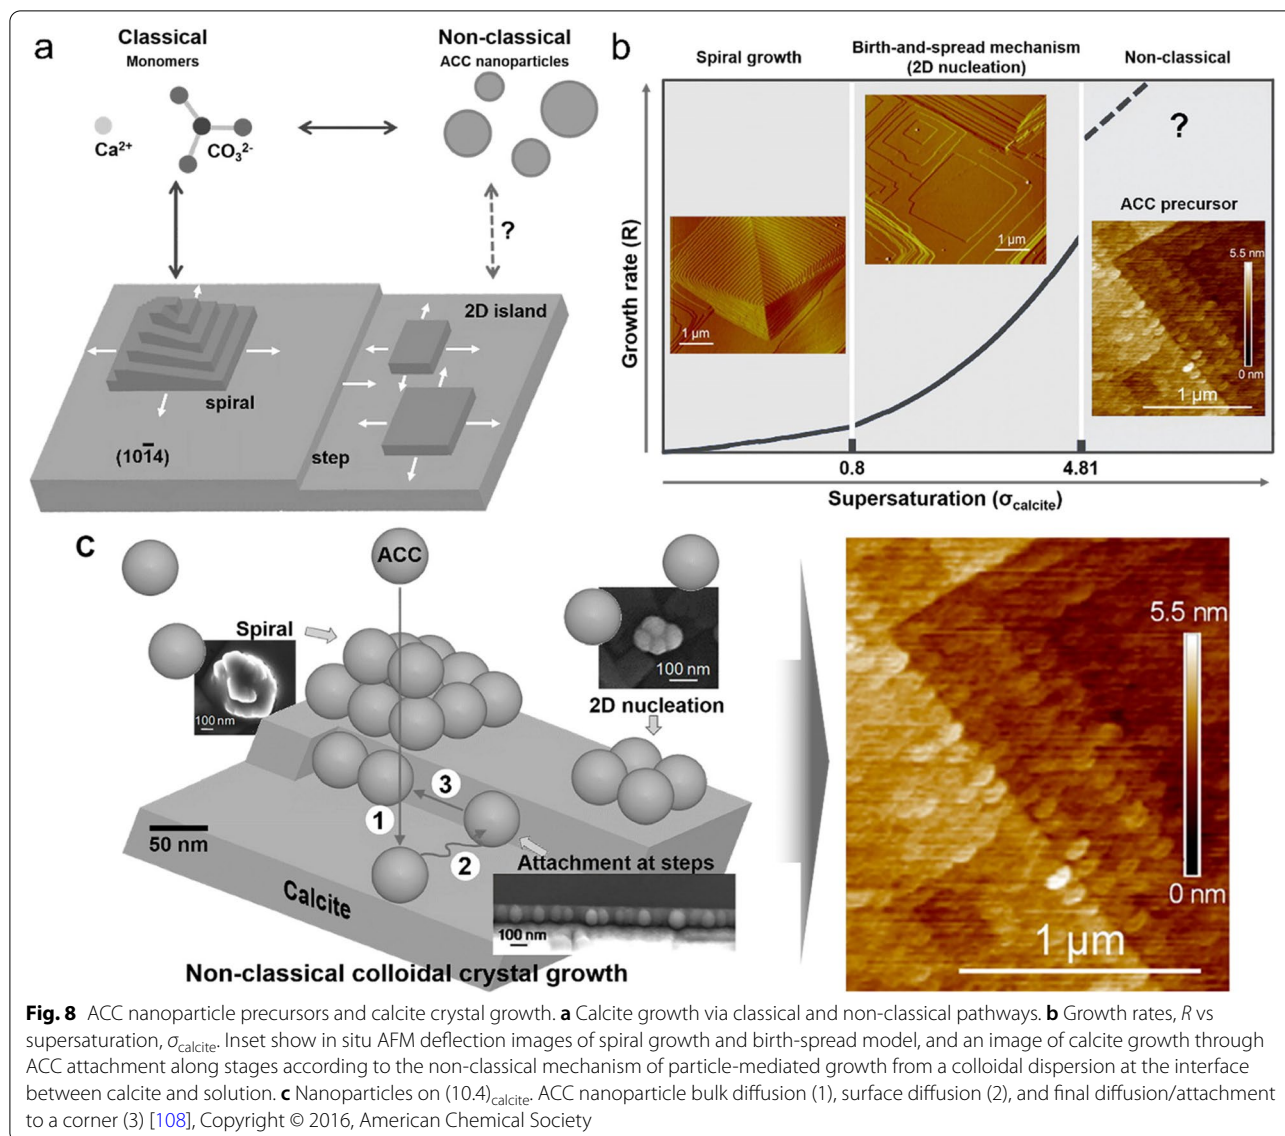 a
Classical
Monomers
Non-classical
ACC nanoparticles
Ca²⁺
CO₃²⁻
?
2D island
spiral
(101̅4)
step
b
Spiral growth
Birth-and-spread mechanism
(2D nucleation)
Non-classical
?
ACC precursor
1 µm
1 µm
5.5 nm
0 nm
1 µm
Growth rate (R)
0.8
4.81
Supersaturation (σcalcite)
c
ACC
Spiral
100 nm
100 nm
2D nucleation
1
2
3
50 nm
Attachment at steps
Calcite
100 nm
Non-classical colloidal crystal growth
5.5 nm
0 nm
1 µm
Fig. 8 ACC nanoparticle precursors and calcite crystal growth. a Calcite growth via classical and non-classical pathways. b Growth rates, R vs
supersaturation, σcalcite. Inset show in situ AFM deflection images of spiral growth and birth-spread model, and an image of calcite growth through
ACC attachment along stages according to the non-classical mechanism of particle-mediated growth from a colloidal dispersion at the interface
between calcite and solution. c Nanoparticles on (10.4)calcite. ACC nanoparticle bulk diffusion (1), surface diffusion (2), and final diffusion/attachment
to a corner (3) [108], Copyright © 2016, American Chemical Society